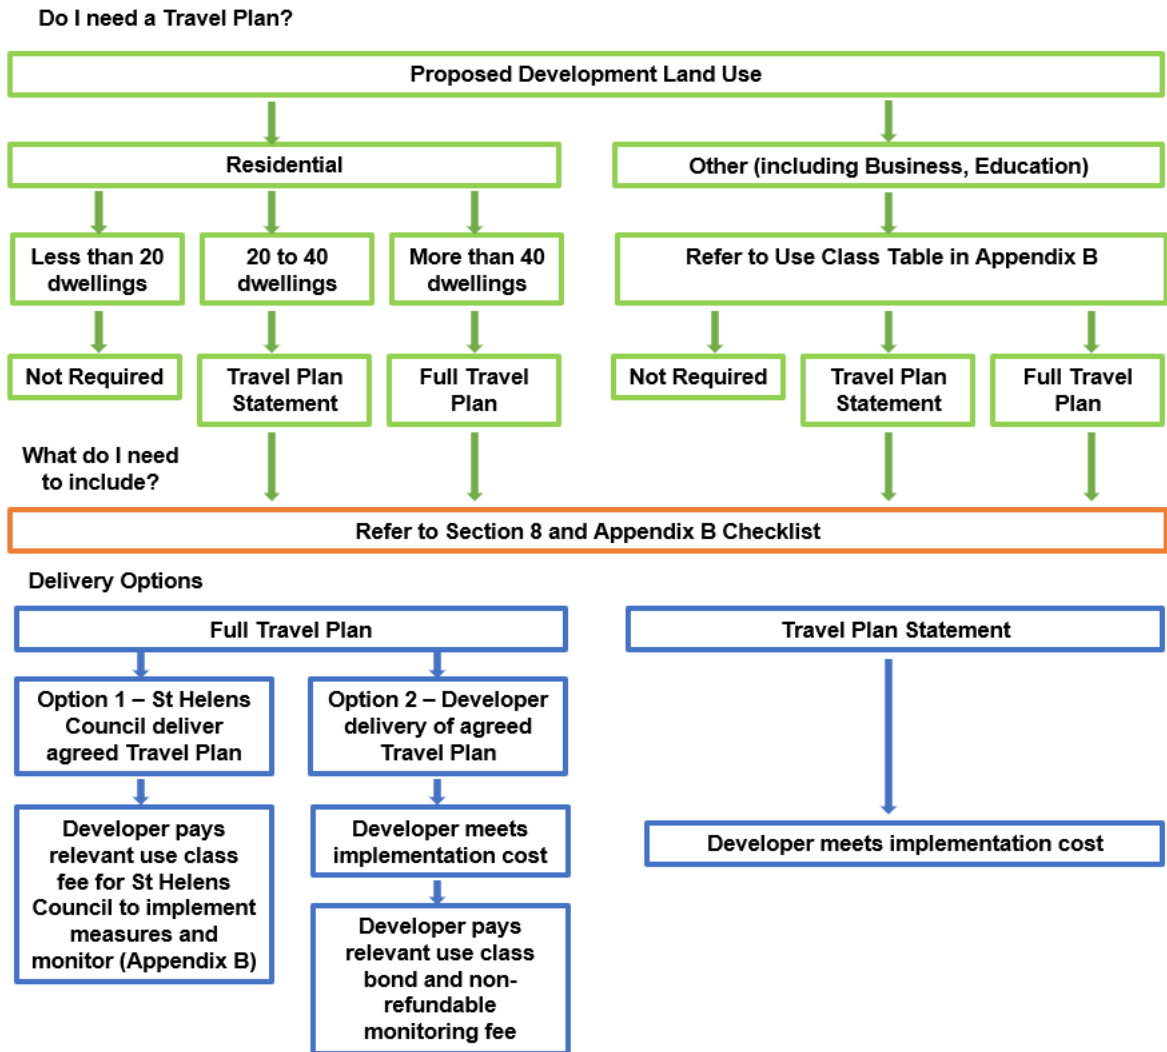 Do I need a Travel Plan?
Proposed Development Land Use
Residential
Other (including Business, Education)
Less than 20
dwellings
20 to 40
dwellings
More than 40
dwellings
Refer to Use Class Table in Appendix B
Not Required
Travel Plan
Statement
Full Travel
Plan
Not Required
Travel Plan
Statement
Full Travel
Plan
What do I need
to include?
Refer to Section 8 and Appendix B Checklist
Delivery Options
Full Travel Plan
Travel Plan Statement
Option 1 – St Helens
Council deliver
agreed Travel Plan
Option 2 – Developer
delivery of agreed
Travel Plan
Developer pays
relevant use class
fee for St Helens
Council to implement
measures and
monitor (Appendix B)
Developer meets
implementation cost
Developer meets implementation cost
Developer pays
relevant use class
bond and non-
refundable
monitoring fee